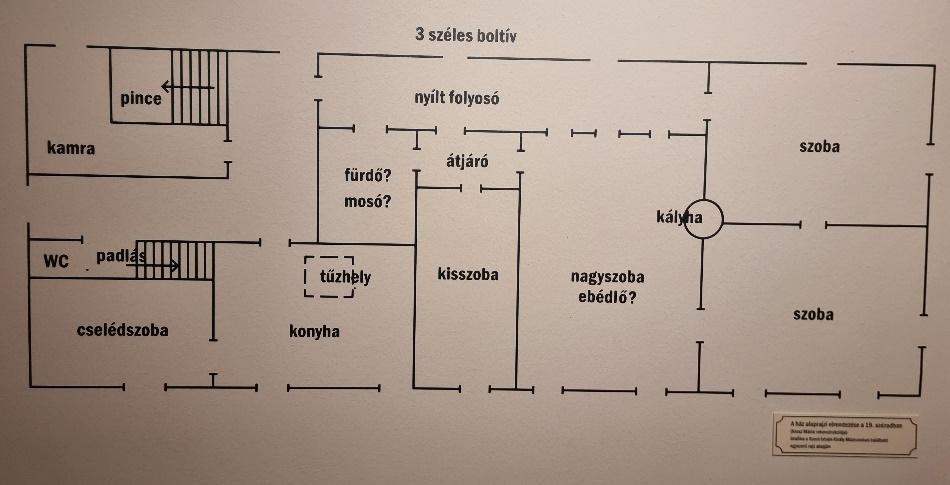 3 széles boltív
pince
nyílt folyosó
kamra
átjáró
szoba
fürdő?
mosó?
kályha
WC
padlás
tűzhely
kisszoba
nagyszoba
ebédlő?
cselédszoba
konyha
szoba
A ház alaprajzi elrendezése a 19. században